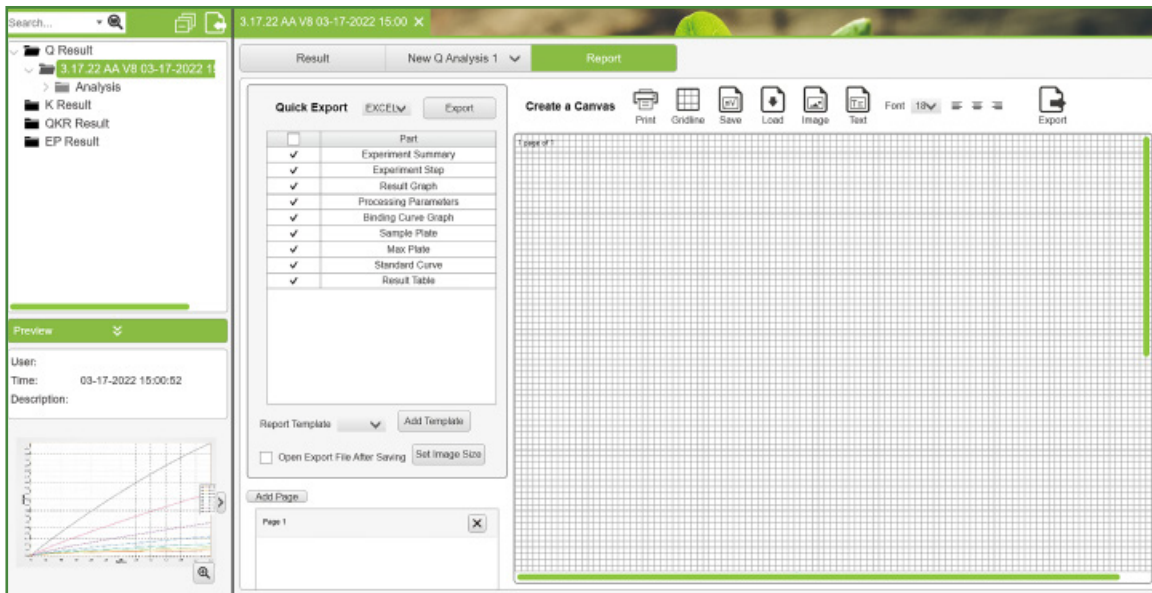 Search...
3.17.22 AA V8 03-17-2022 15:00
Q Result
3.17.22 AA V8 03-17-2022 1
Analysis
K Result
QKR Result
EP Result
Preview
User:
Time: 03-17-2022 15:00:52
Description:
Result New Q Analysis 1 Report
Quick Export EXCEL Export
Part
Experiment Summary
Experiment Step
Result Graph
Processing Parameters
Binding Curve Graph
Sample Plate
Max Plate
Standard Curve
Result Table
Report Template Add Template
Open Export File After Saving Set Image Size
Add Page
Page 1
Create a Canvas Print Gridline Save Load Image Text Font 18 Export
1 page of 1